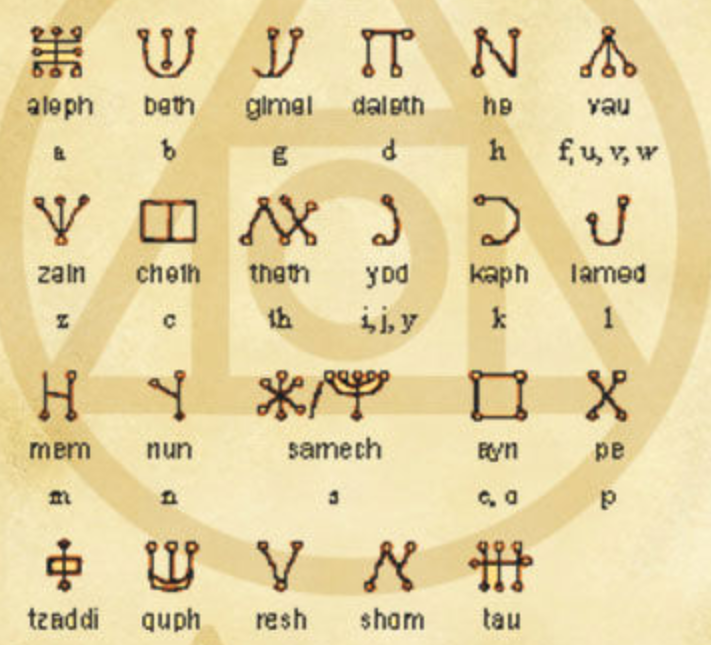 aleph beth gimel daleth he vau
a b g d h f, u, v, w
zain cheth theth yod kaph lamed
z c th i, j, y k l
mem nun samech ayn pe
m n s e, o p
tzaddi quph resh sham tau